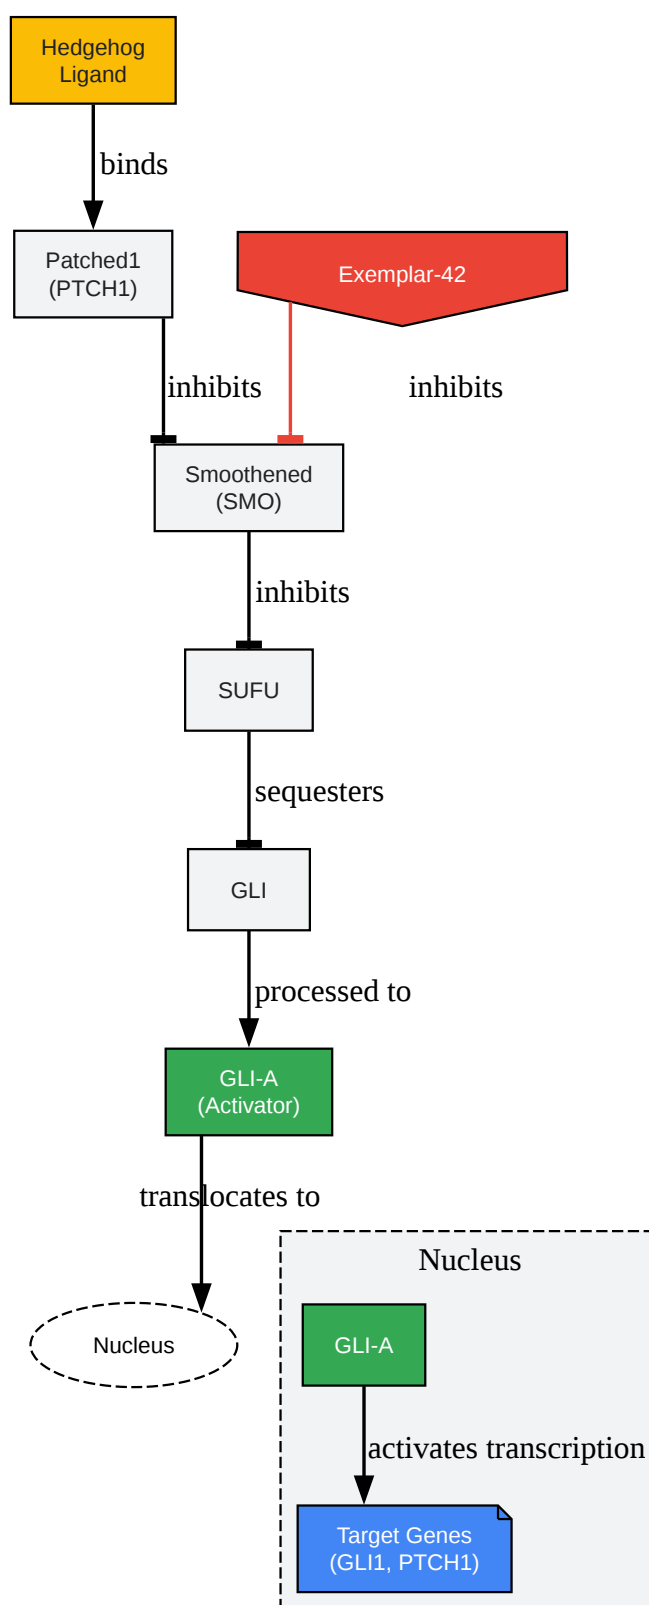 Hedgehog
Ligand
binds
Patched1
(PTCH1)
Exemplar-42
inhibits
inhibits
Smoothened
(SMO)
inhibits
SUFU
sequesters
GLI
processed to
GLI-A
(Activator)
translocates to
Nucleus
Nucleus
GLI-A
activates transcription
Target Genes
(GLI1, PTCH1)